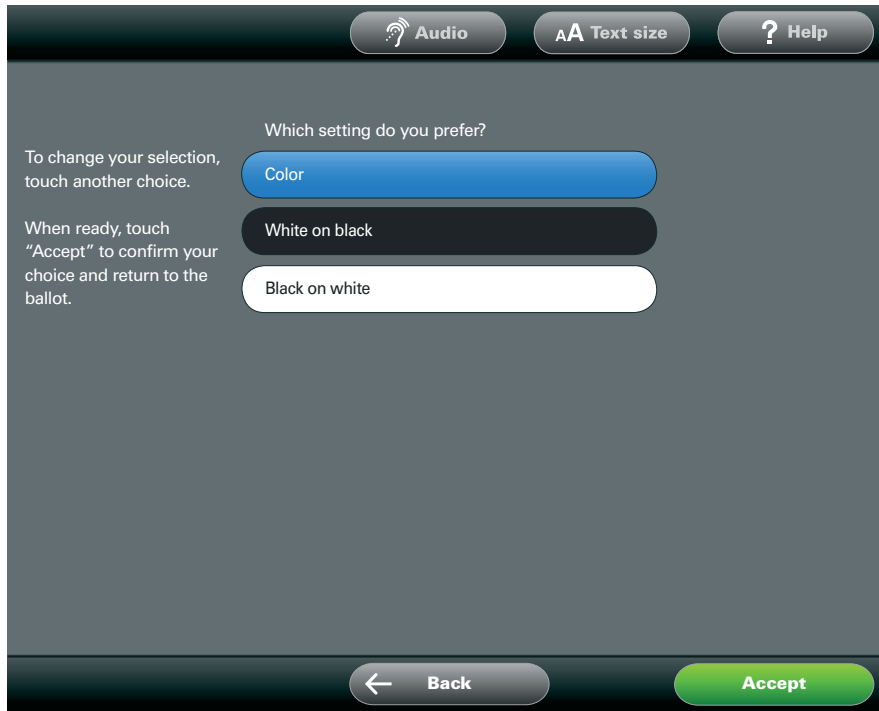 Audio
AA Text size
? Help
Which setting do you prefer?
To change your selection,
touch another choice.
When ready, touch
“Accept” to confirm your
choice and return to the
ballot.
Color
White on black
Black on white
Back
Accept